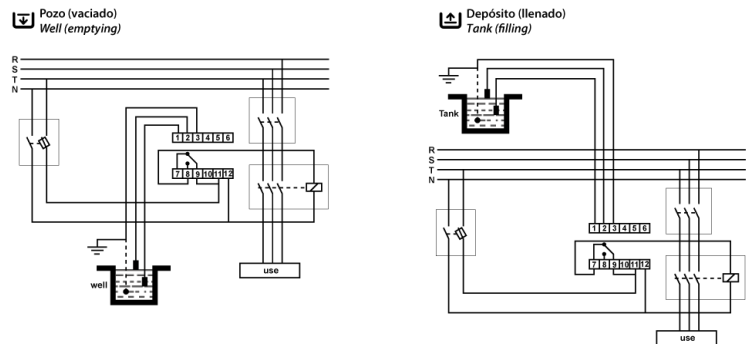 Pozo (vaciado)
Well (emptying)
R
S
T
N
1 2 3 4 5 6
7 8 9 10 11 12
well
use
Depósito (llenado)
Tank (filling)
Tank
R
S
T
N
1 2 3 4 5 6
7 8 9 10 11 12
use